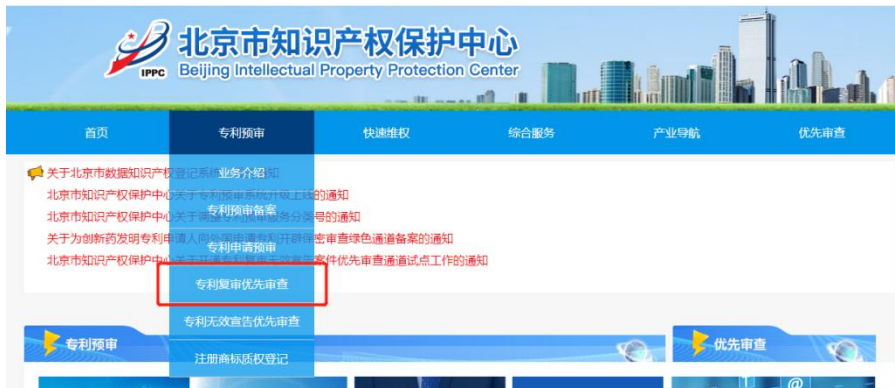 北京市知识产权保护中心
IPPC
Beijing Intellectual Property Protection Center
首页 专利预审 快速维权 综合服务 产业导航 优先审查
业务介绍
专利预审备案
专利申请预审
专利复审优先审查
专利无效宣告优先审查
注册商标质权登记
关于北京市数据知识产权登记系统 通知
北京市知识产权保护中心关于专利预审系统升级上线的通知
北京市知识产权保护中心关于调整专利预审服务分类号的通知
关于为创新药发明专利申请人向外国申请专利开辟保密审查绿色通道备案的通知
北京市知识产权保护中心关于开通专利复审无效宣告案件优先审查通道试点工作的通知
专利预审
优先审查
@